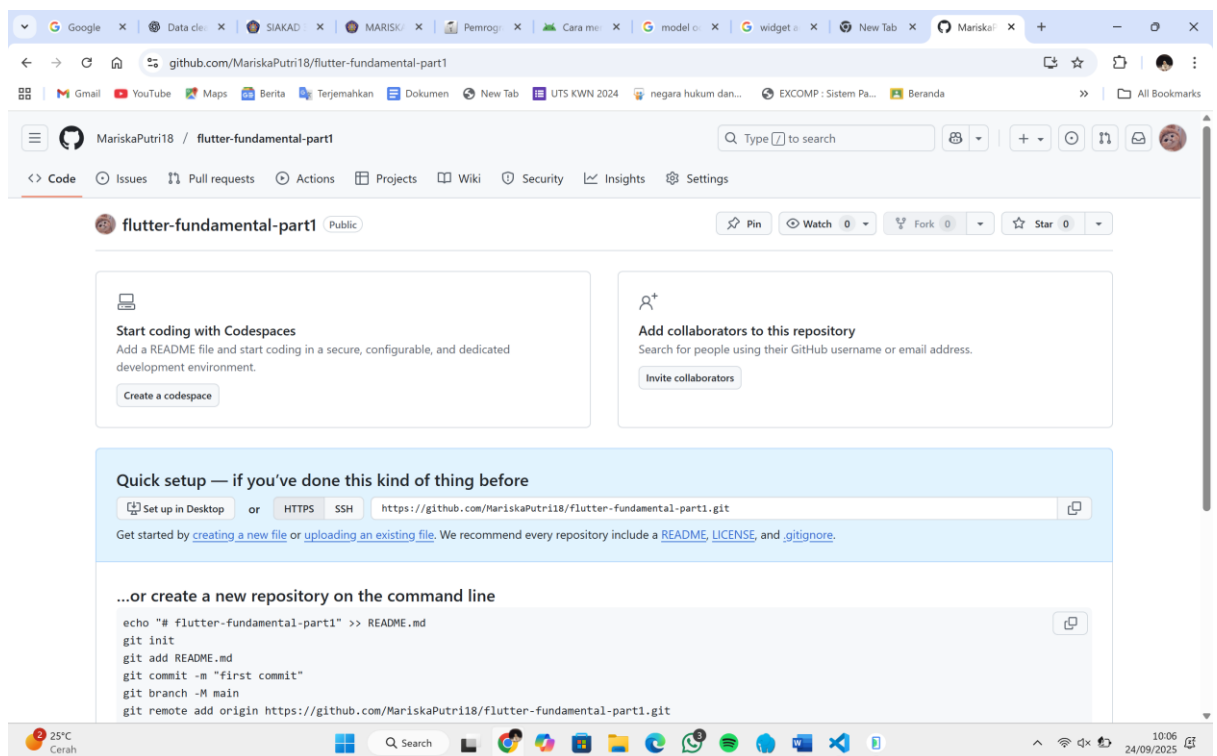 Google
Data clea
SIAKAD
MARISKA
Pemrogr
Cara me
model o
widget a
New Tab
MariskaP
github.com/MariskaPutri18/flutter-fundamental-part1
Gmail YouTube Maps Berita Terjemahkan Dokumen New Tab UTS KWN 2024 negara hukum dan... EXCOMP : Sistem Pa... Beranda » All Bookmarks
MariskaPutri18 / flutter-fundamental-part1
Type / to search
Code Issues Pull requests Actions Projects Wiki Security Insights Settings
flutter-fundamental-part1 Public
Pin Watch 0 Fork 0 Star 0
Start coding with Codespaces
Add a README file and start coding in a secure, configurable, and dedicated
development environment.
Create a codespace
Add collaborators to this repository
Search for people using their GitHub username or email address.
Invite collaborators
Quick setup — if you've done this kind of thing before
Set up in Desktop or HTTPS SSH https://github.com/MariskaPutri18/flutter-fundamental-part1.git
Get started by creating a new file or uploading an existing file. We recommend every repository include a README, LICENSE, and .gitignore.
...or create a new repository on the command line
echo "# flutter-fundamental-part1" >> README.md
git init
git add README.md
git commit -m "first commit"
git branch -M main
git remote add origin https://github.com/MariskaPutri18/flutter-fundamental-part1.git
2
25°C
Cerah
Search
3
10:06
24/09/2025